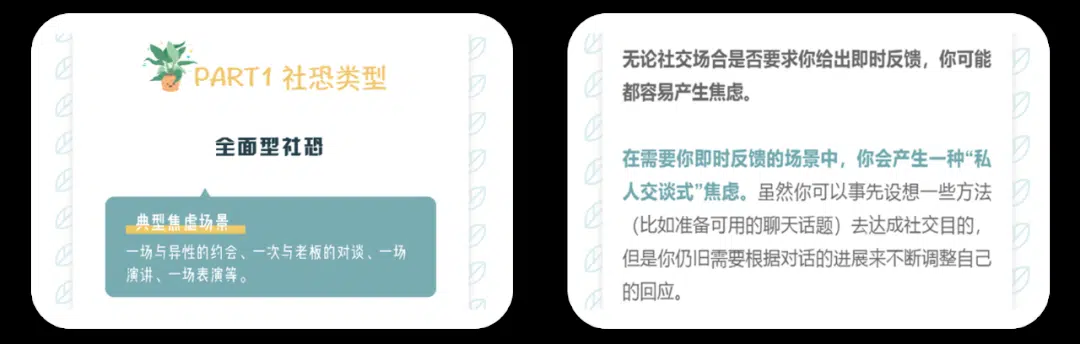 PART1 社恐类型
全面型社恐
典型焦虑场景
一场与异性的约会、一次与老板的对谈、一场
演讲、一场表演等。
无论社交场合是否要求你给出即时反馈，你可能
都容易产生焦虑。
在需要你即时反馈的场景中，你会产生一种“私
人交谈式”焦虑。虽然你可以事先设想一些方法
（比如准备可用的聊天话题）去达成社交目的，
但是你仍旧需要根据对话的进展来不断调整自己
的回应。